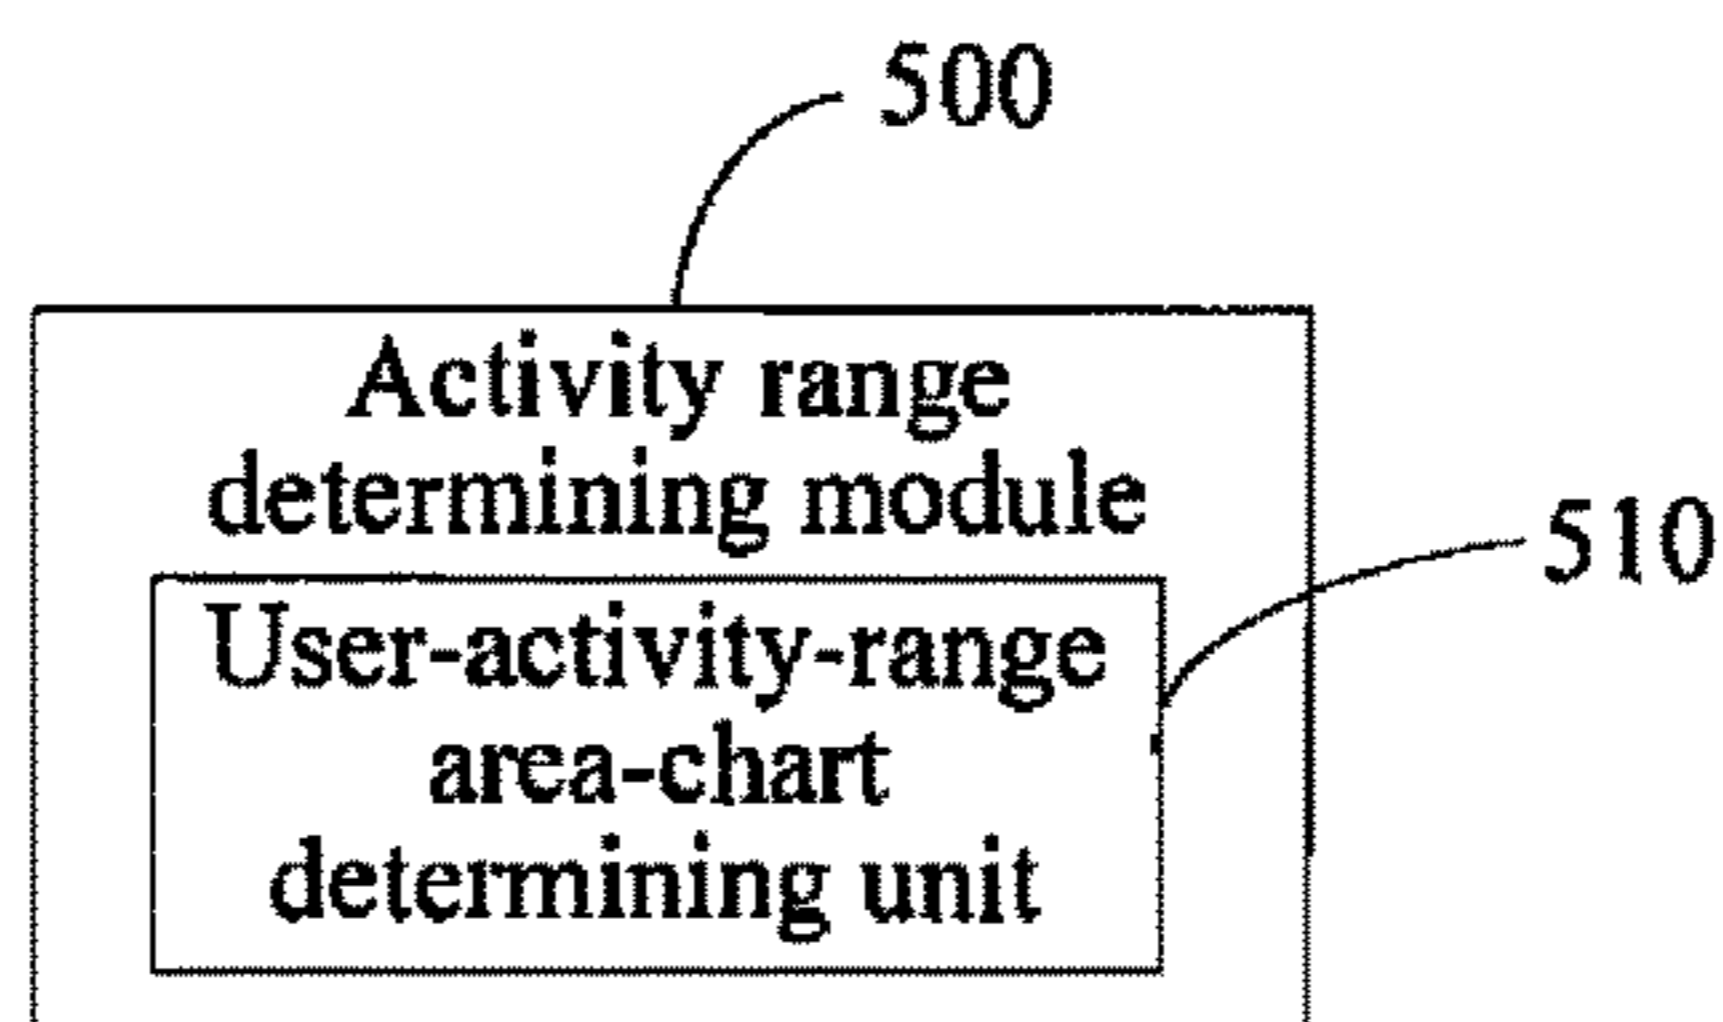 500
Activity range
determining module
510
User-activity-range
area-chart
determining unit